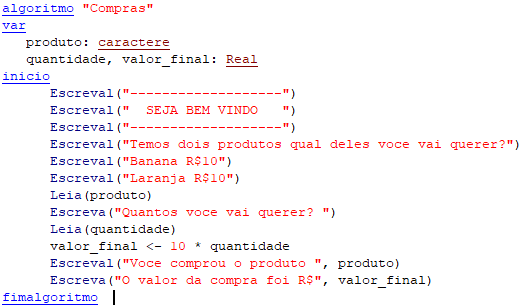 algoritmo "Compras"
var
   produto: caractere
   quantidade, valor_final: Real
inicio
      Escreval("-------------------")
      Escreval("  SEJA BEM VINDO   ")
      Escreval("-------------------")
      Escreval("Temos dois produtos qual deles voce vai querer?")
      Escreval("Banana R$10")
      Escreval("Laranja R$10")
      Leia(produto)
      Escreva("Quantos voce vai querer? ")
      Leia(quantidade)
      valor_final <- 10 * quantidade
      Escreval("Voce comprou o produto ", produto)
      Escreva("O valor da compra foi R$", valor_final)
fimalgoritmo